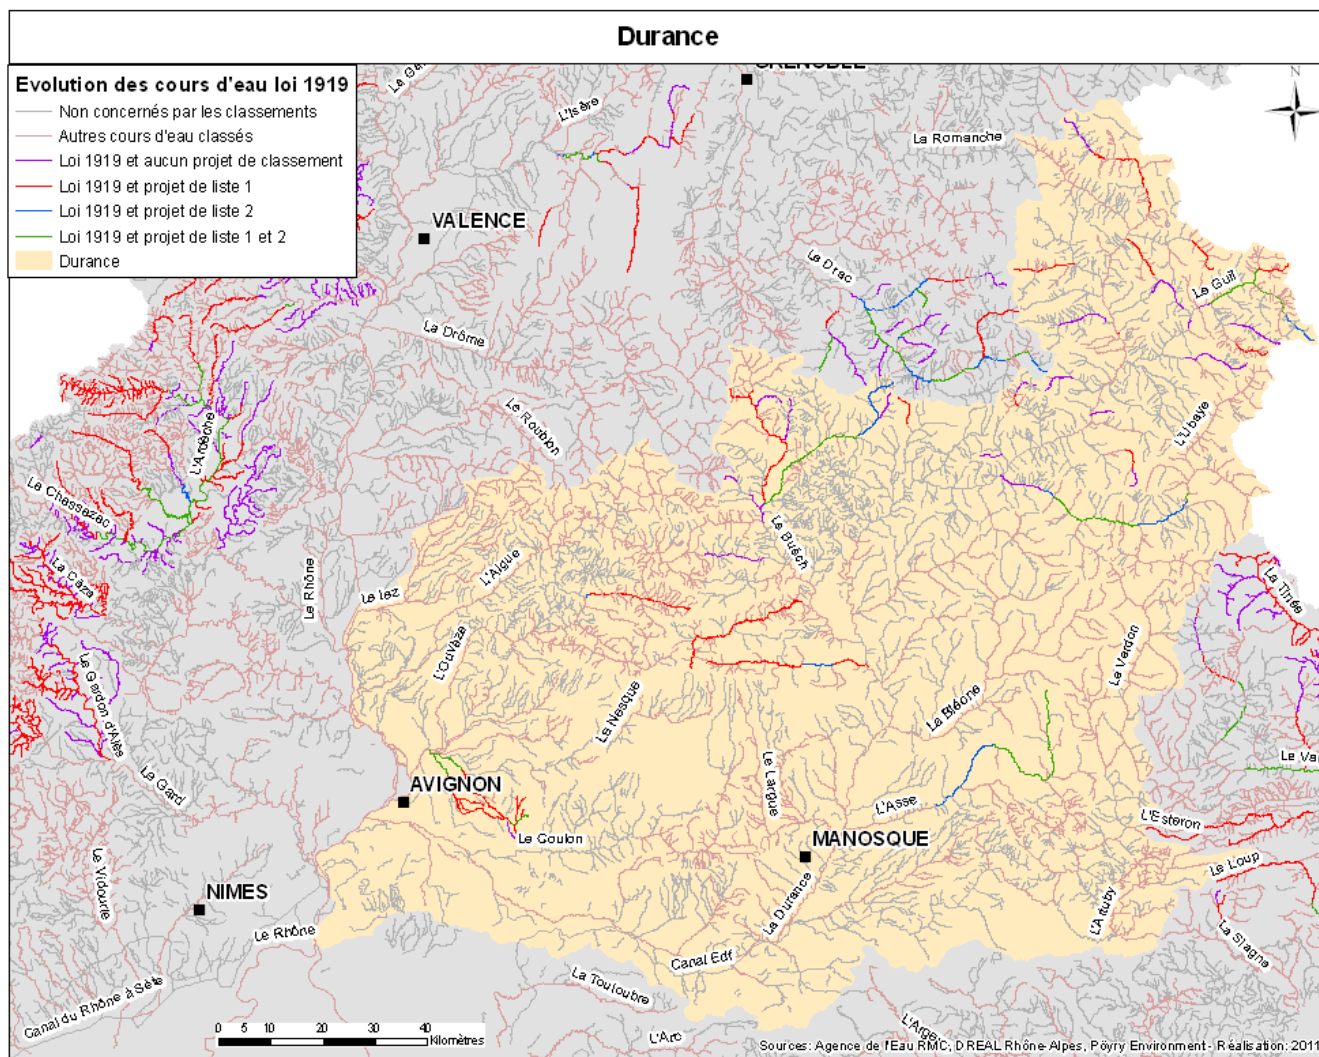 Durance
Evolution des cours d'eau loi 1919
Non concernés par les classements
Autres cours d'eau classés
Loi 1919 et aucun projet de classement
Loi 1919 et projet de liste 1
Loi 1919 et projet de liste 2
Loi 1919 et projet de liste 1 et 2
Durance
GRENOBLE
N
L'Isère
La Romanche
VALENCE
Le Drac
Le Guil
La Drôme
L'Ubaye
Le Roubion
L'Ardèche
Le Chassezac
Le Buëch
L'Aigue
La Cèze
Le Rhône
Le lez
La Tinée
L'Ouvèze
Le Verdon
Le Gardon d'Alès
La Nesque
La Bléone
Le Gard
Le Va
AVIGNON
Le Largue
L'Asse
L'Esteron
Le Coulon
MANOSQUE
Le Loup
Le Vidourle
NIMES
La Durance
L'Artuby
La Siagne
Le Rhône
Canal Edf
La Touloubre
Canal du Rhône à Sète
L'Arc
0 5 10 20 30 40
Kilomètres
Sources: Agence de l'Eau RMC, DREAL Rhône-Alpes, Pöyry Environment - Réalisation: 2011